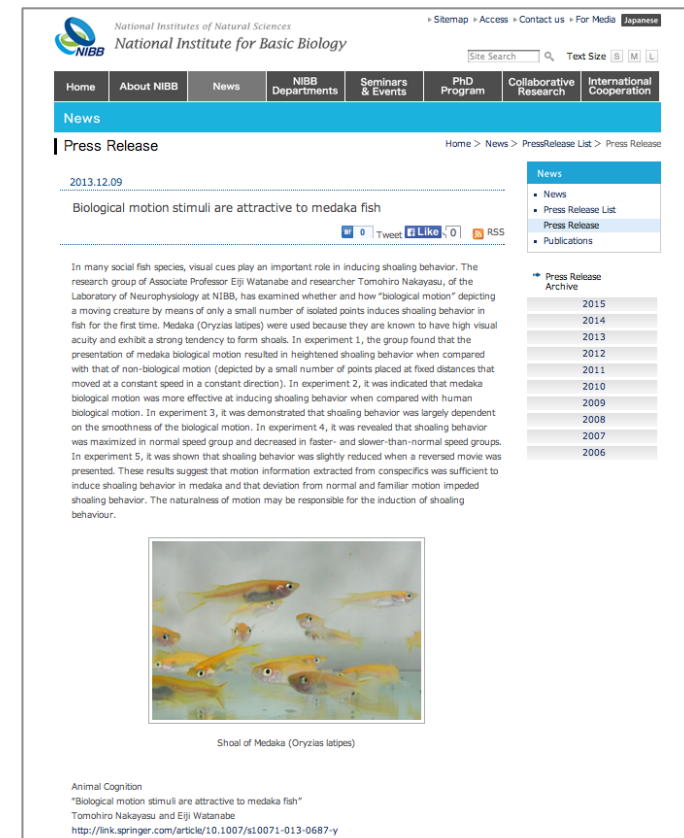 National Institutes of Natural Sciences
National Institute for Basic Biology
NIBB
Sitemap Access Contact us For Media Japanese
Site Search Text Size S M L
Home About NIBB News NIBB Departments Seminars & Events PhD Program Collaborative Research International Cooperation
News
Press Release
Home > News > PressRelease List > Press Release
2013.12.09
Biological motion stimuli are attractive to medaka fish
B! 0 Tweet Like 0 RSS
In many social fish species, visual cues play an important role in inducing shoaling behavior. The
research group of Associate Professor Eiji Watanabe and researcher Tomohiro Nakayasu, of the
Laboratory of Neurophysiology at NIBB, has examined whether and how "biological motion" depicting
a moving creature by means of only a small number of isolated points induces shoaling behavior in
fish for the first time. Medaka (Oryzias latipes) were used because they are known to have high visual
acuity and exhibit a strong tendency to form shoals. In experiment 1, the group found that the
presentation of medaka biological motion resulted in heightened shoaling behavior when compared
with that of non-biological motion (depicted by a small number of points placed at fixed distances that
moved at a constant speed in a constant direction). In experiment 2, it was indicated that medaka
biological motion was more effective at inducing shoaling behavior when compared with human
biological motion. In experiment 3, it was demonstrated that shoaling behavior was largely dependent
on the smoothness of the biological motion. In experiment 4, it was revealed that shoaling behavior
was maximized in normal speed group and decreased in faster- and slower-than-normal speed groups.
In experiment 5, it was shown that shoaling behavior was slightly reduced when a reversed movie was
presented. These results suggest that motion information extracted from conspecifics was sufficient to
induce shoaling behavior in medaka and that deviation from normal and familiar motion impeded
shoaling behavior. The naturalness of motion may be responsible for the induction of shoaling
behaviour.
Shoal of Medaka (Oryzias latipes)
Animal Cognition
"Biological motion stimuli are attractive to medaka fish"
Tomohiro Nakayasu and Eiji Watanabe
http://link.springer.com/article/10.1007/s10071-013-0687-y
News
News
Press Release List
Press Release
Publications
Press Release
Archive
2015
2014
2013
2012
2011
2010
2009
2008
2007
2006